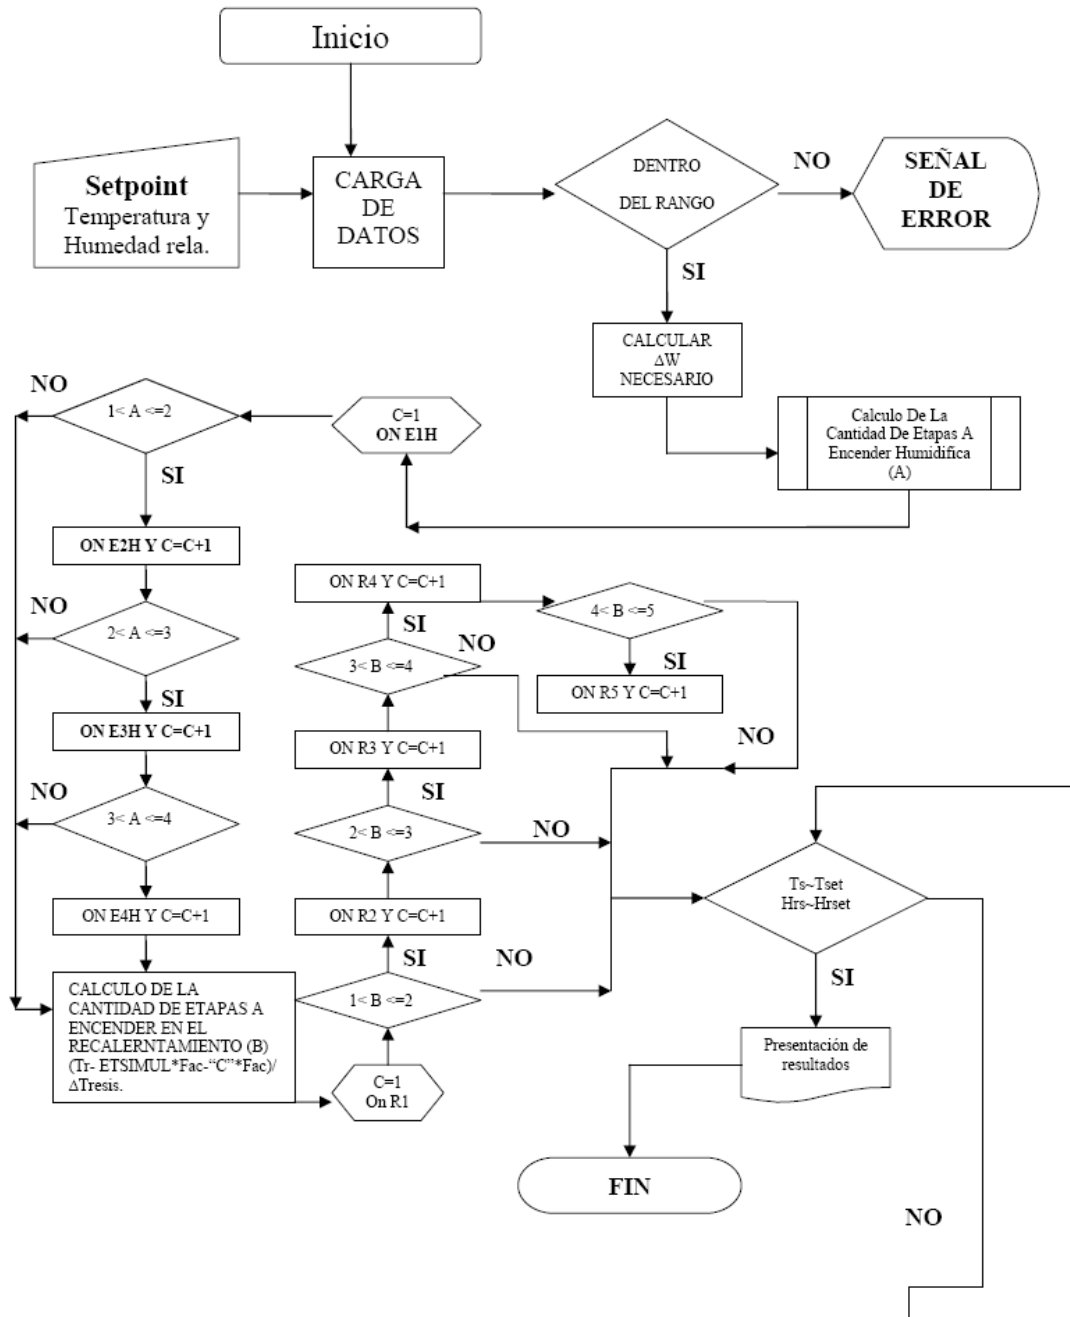 Inicio
Setpoint
Temperatura y
Humedad rela.
CARGA
DE
DATOS
DENTRO
DEL RANGO
NO
SEÑAL
DE
ERROR
SI
CALCULAR
ΔW
NECESARIO
Calculo De La
Cantidad De Etapas A
Encender Humidifica
(A)
C=1
ON E1H
NO
1< A <=2
SI
ON E2H Y C=C+1
NO
2< A <=3
SI
ON E3H Y C=C+1
NO
3< A <=4
ON E4H Y C=C+1
CALCULO DE LA
CANTIDAD DE ETAPAS A
ENCENDER EN EL
RECALERNTAMIENTO (B)
(Tr- ETSIMUL*Fac-“C”*Fac)/
ΔTresis.
C=1
On R1
1< B <=2
NO
SI
ON R2 Y C=C+1
2< B <=3
NO
SI
ON R3 Y C=C+1
3< B <=4
NO
SI
ON R4 Y C=C+1
4< B <=5
SI
ON R5 Y C=C+1
NO
Ts~Tset
Hrs~Hrset
SI
Presentación de
resultados
FIN
NO